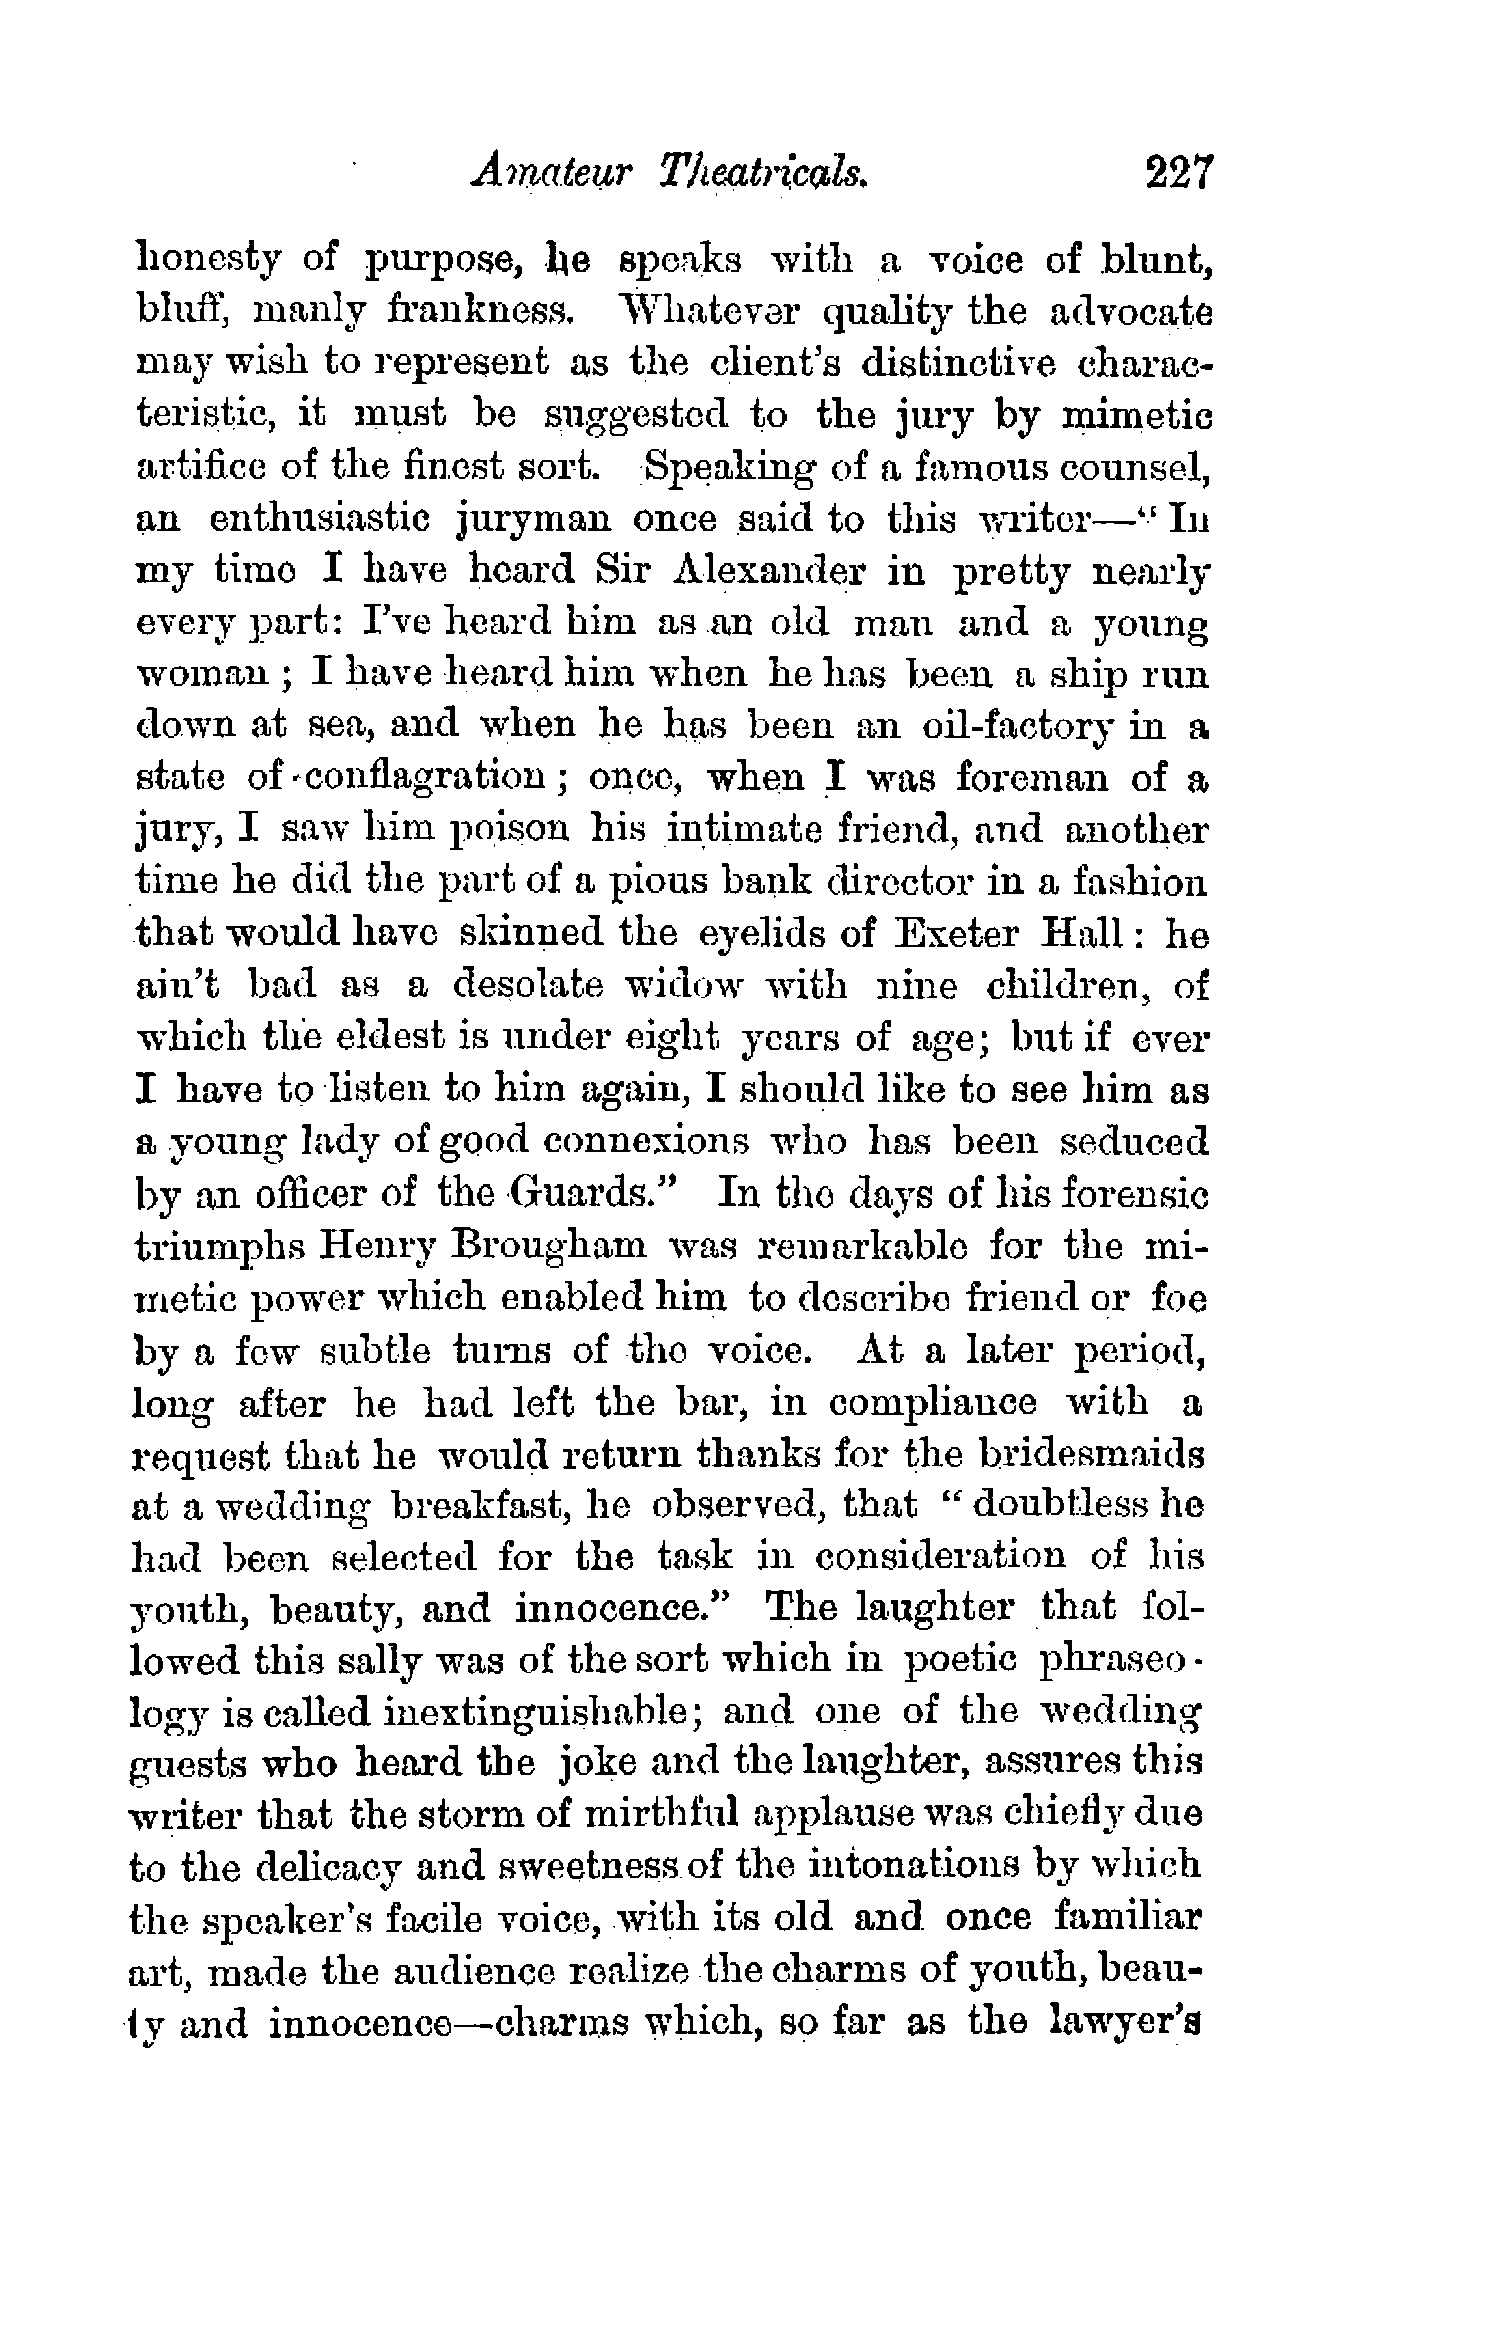 Amateur Theatricals. 227
honesty of purpose, he speaks with a voice of blunt,
bluff, manly frankness. Whatever quality the advocate
may wish to represent as the client's distinctive charac-
teristic, it must be suggested to the jury by mimetic
artifice of the finest sort. Speaking of a famous counsel,
an enthusiastic juryman once said to this writer—“ In
my time I have heard Sir Alexander in pretty nearly
every part: I've heard him as an old man and a young
woman ; I have heard him when he has been a ship run
down at sea, and when he has been an oil-factory in a
state of conflagration ; once, when I was foreman of a
jury, I saw him poison his intimate friend, and another
time he did the part of a pious bank director in a fashion
that would have skinned the eyelids of Exeter Hall : he
ain't bad as a desolate widow with nine children, of
which the eldest is under eight years of age; but if ever
I have to listen to him again, I should like to see him as
a young lady of good connexions who has been seduced
by an officer of the Guards.” In the days of his forensic
triumphs Henry Brougham was remarkable for the mi-
metic power which enabled him to describe friend or foe
by a few subtle turns of the voice. At a later period,
long after he had left the bar, in compliance with a
request that he would return thanks for the bridesmaids
at a wedding breakfast, he observed, that “ doubtless he
had been selected for the task in consideration of his
youth, beauty, and innocence.” The laughter that fol-
lowed this sally was of the sort which in poetic phraseo-
logy is called inextinguishable; and one of the wedding
guests who heard the joke and the laughter, assures this
writer that the storm of mirthful applause was chiefly due
to the delicacy and sweetness of the intonations by which
the speaker's facile voice, with its old and once familiar
art, made the audience realize the charms of youth, beau-
ty and innocence—charms which, so far as the lawyer's